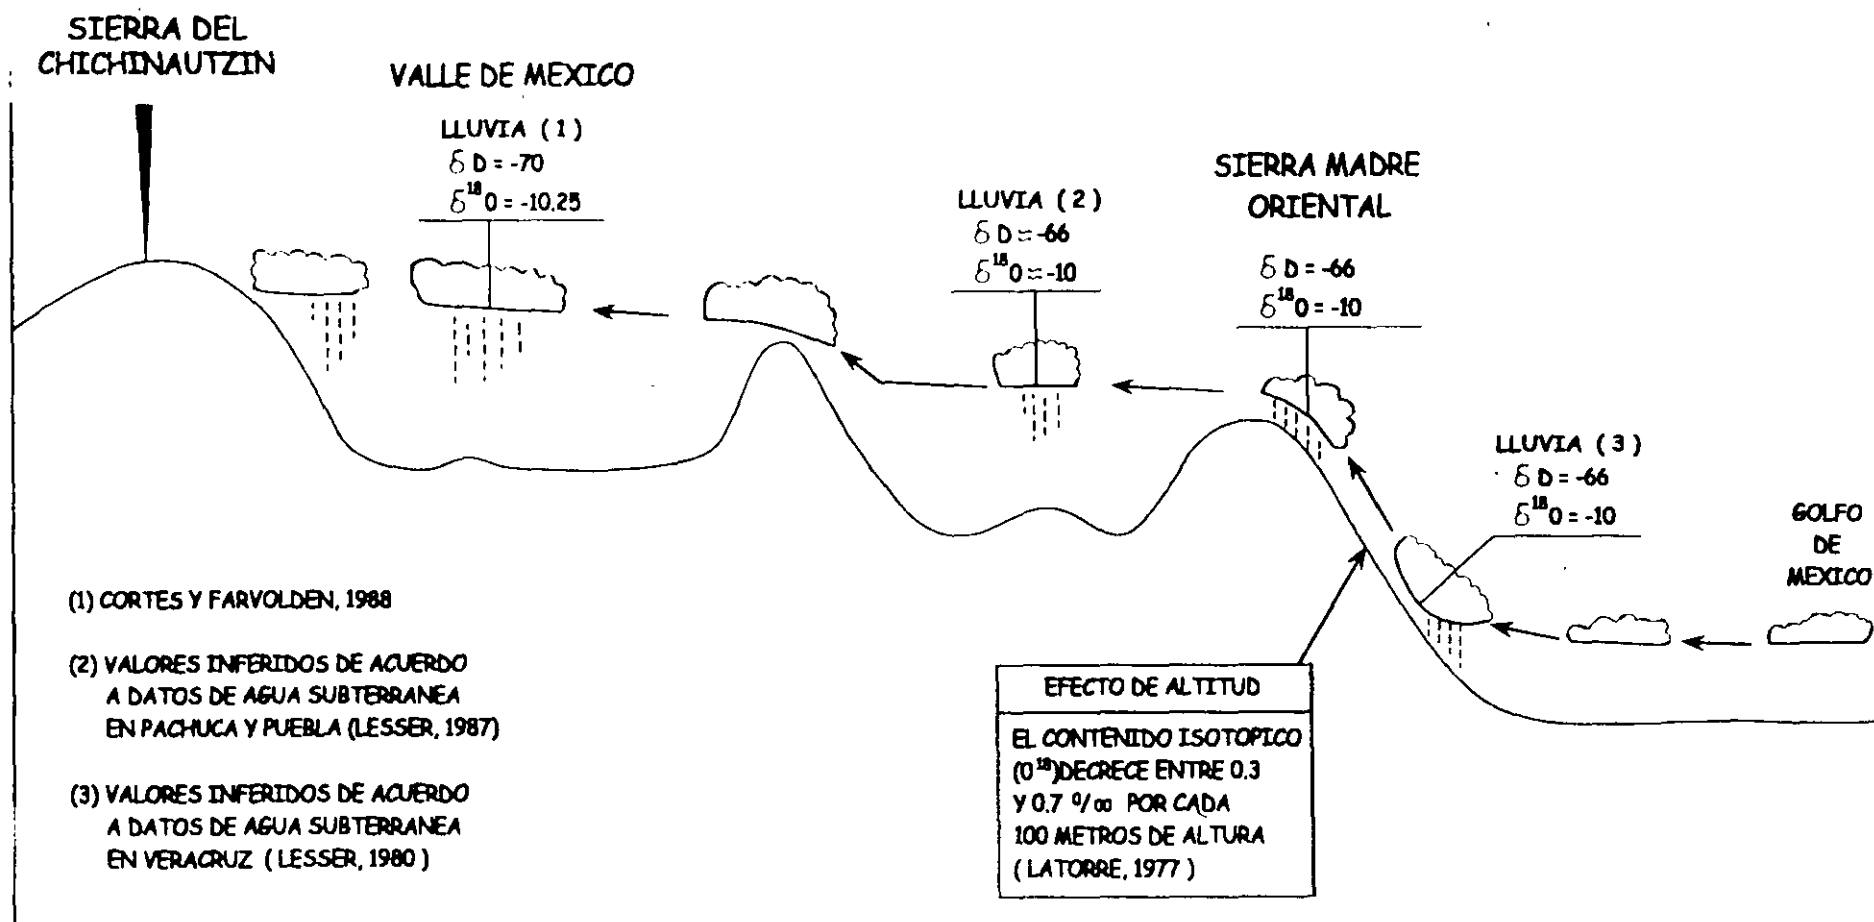 SIERRA DEL
CHICHINAUTZIN
VALLE DE MEXICO
LLUVIA (1)
δ D = -70
δ¹⁸O = -10.25
LLUVIA (2)
δ D = -66
δ¹⁸O = -10
SIERRA MADRE
ORIENTAL
δ D = -66
δ¹⁸O = -10
LLUVIA (3)
δ D = -66
δ¹⁸O = -10
GOLFO
DE
MEXICO
(1) CORTES Y FARVOLDEN, 1988
(2) VALORES INFERIDOS DE ACUERDO
A DATOS DE AGUA SUBTERRANEA
EN PACHUCA Y PUEBLA (LESSER, 1987)
(3) VALORES INFERIDOS DE ACUERDO
A DATOS DE AGUA SUBTERRANEA
EN VERACRUZ (LESSER, 1980)
EFECTO DE ALTITUD
EL CONTENIDO ISOTOPICO
(O¹⁸)DECRECE ENTRE 0.3
Y 0.7 º/oo POR CADA
100 METROS DE ALTURA
(LATORRE, 1977)